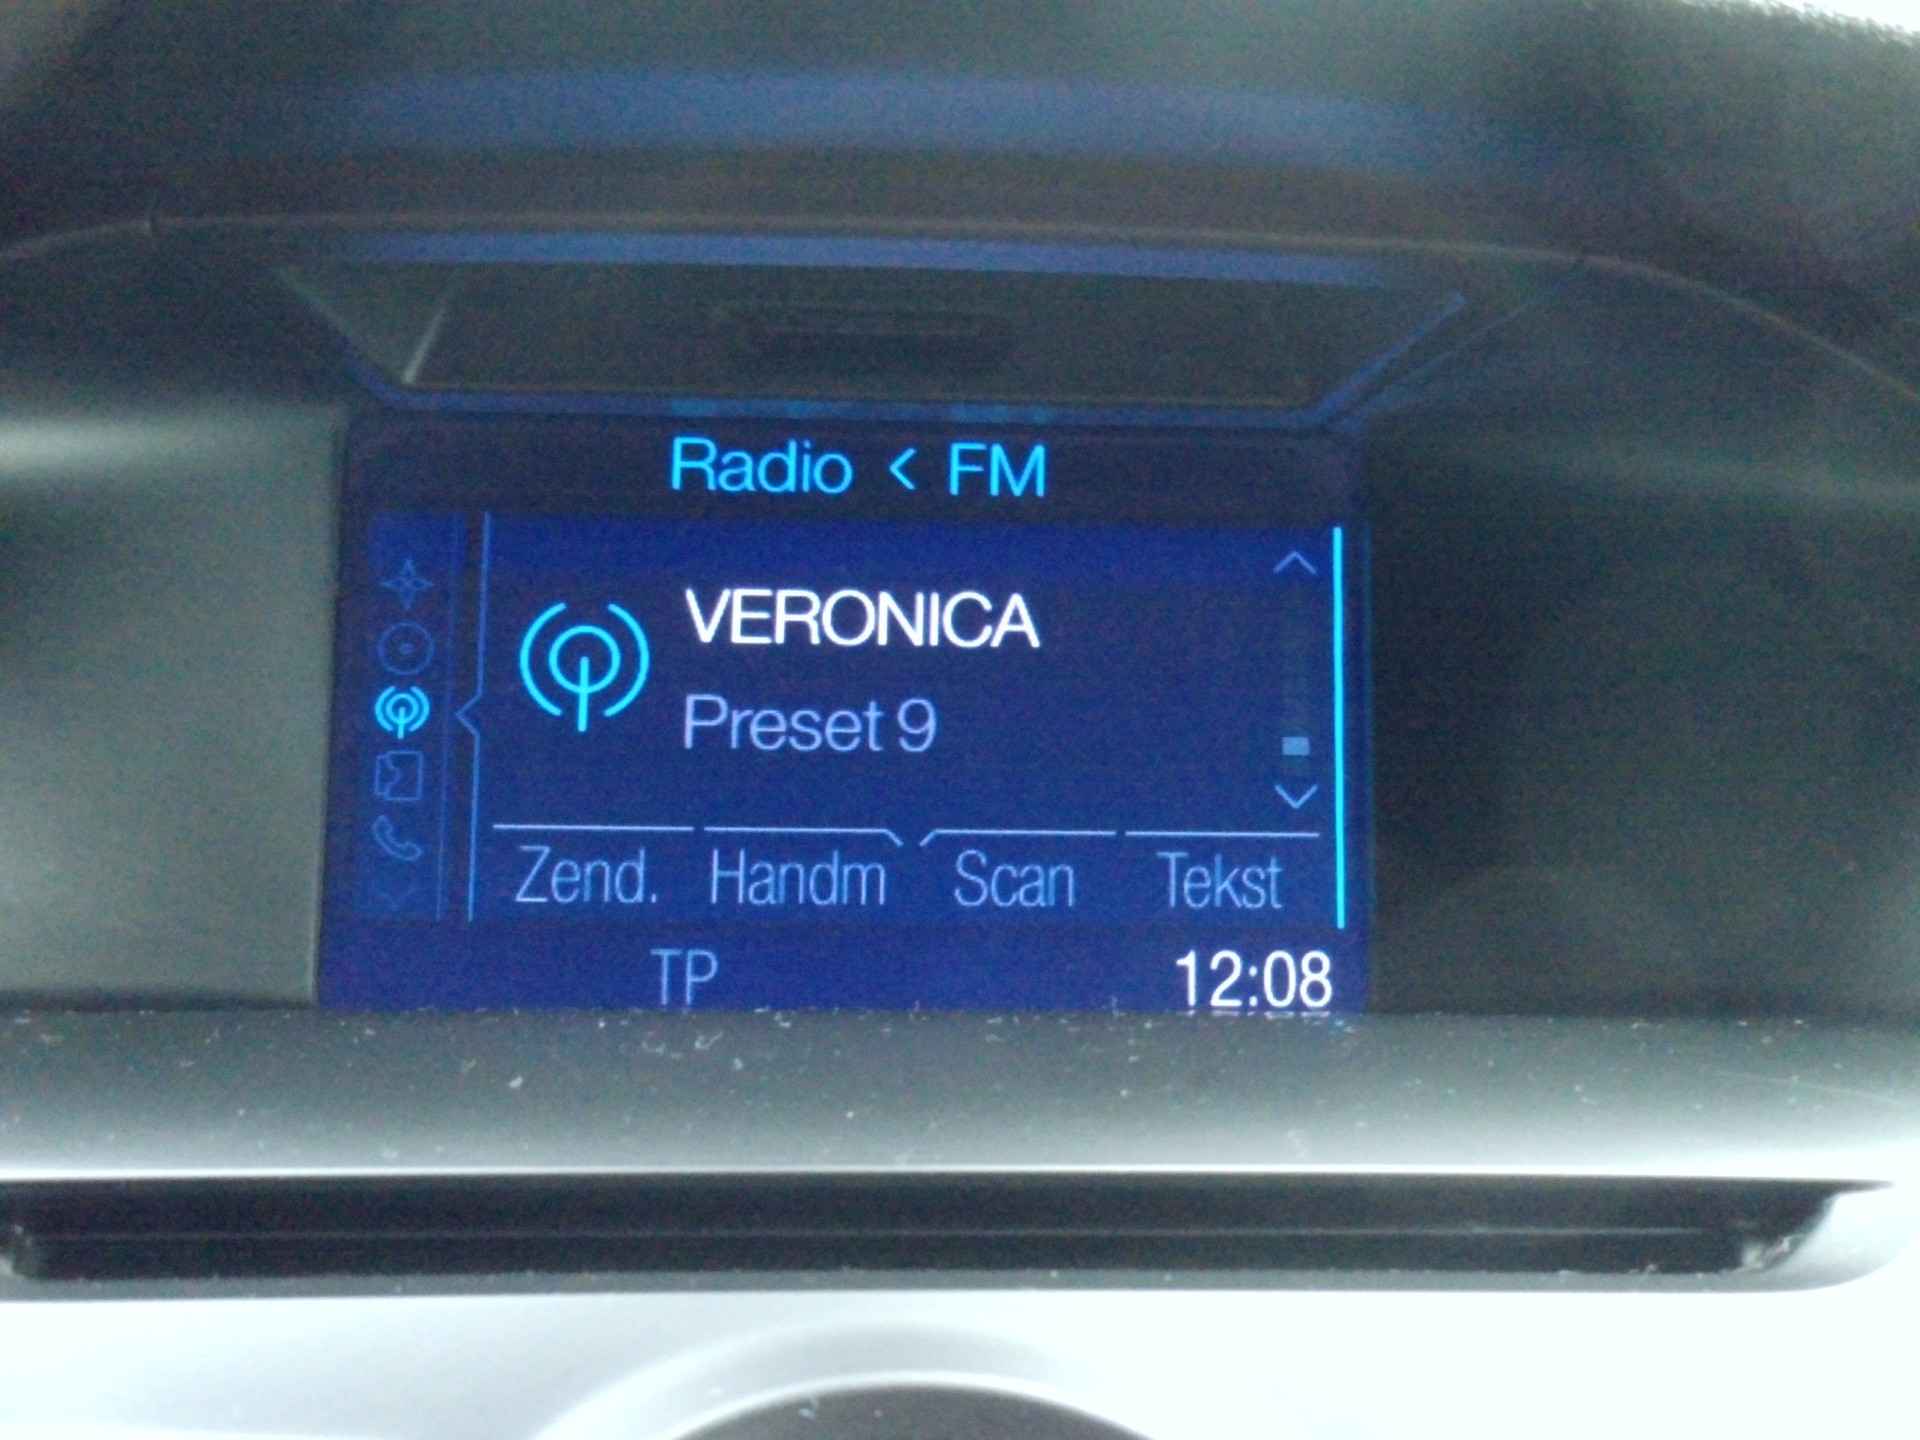 Radio < FM
VERONICA
Preset 9
Zend. Handm Scan Tekst
TP 12:08